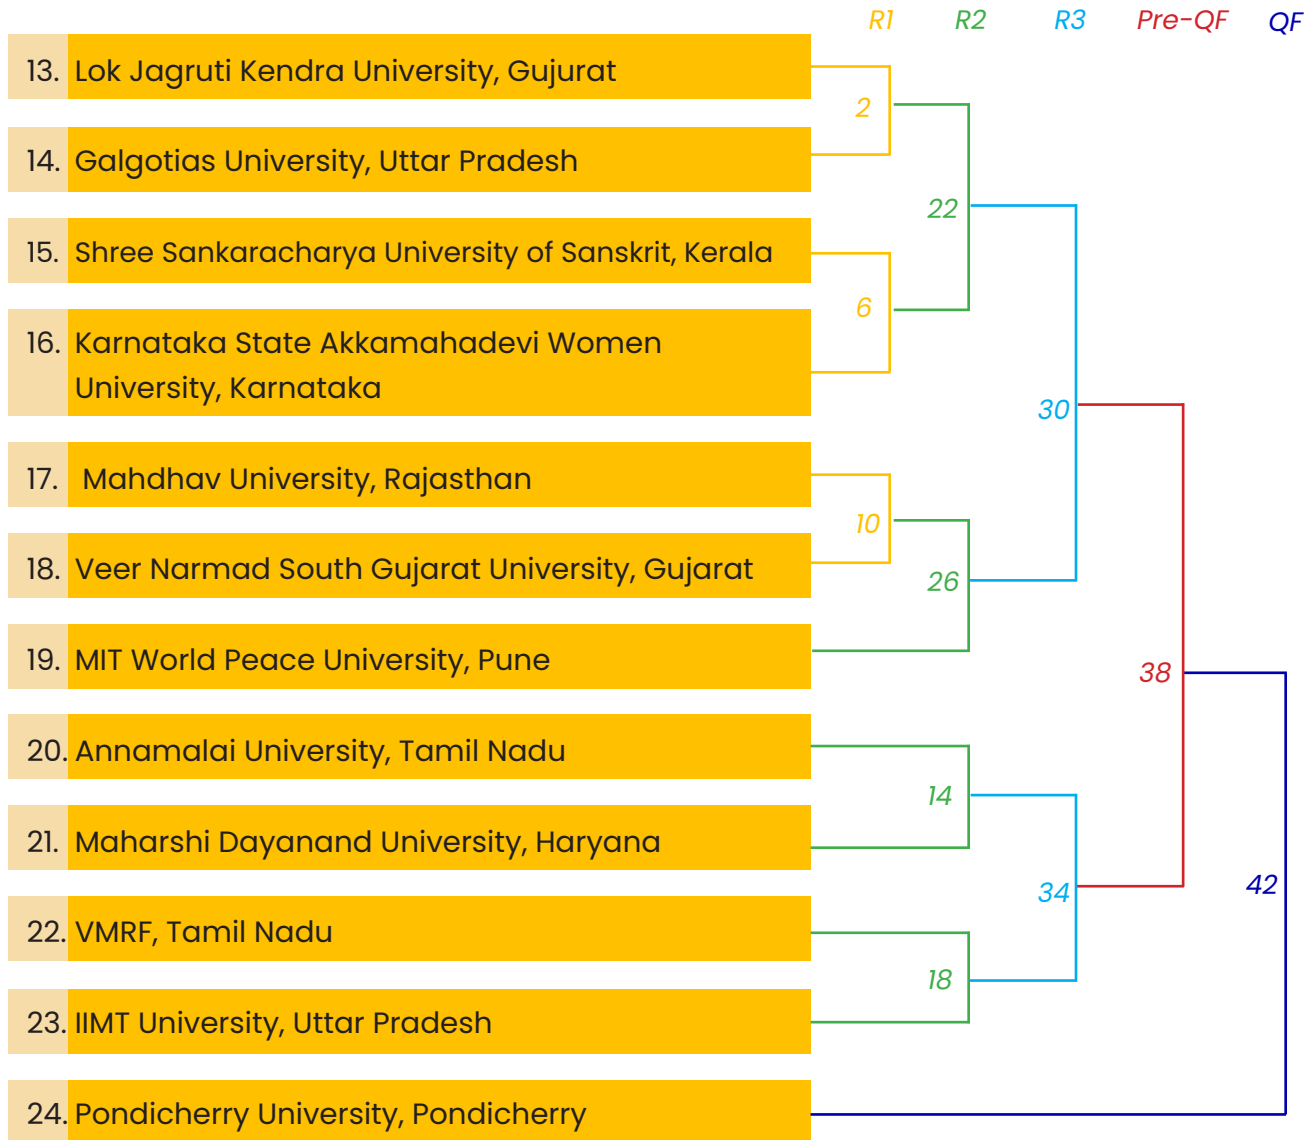 R1 R2 R3 Pre-QF QF
13. Lok Jagruti Kendra University, Gujurat
2
14. Galgotias University, Uttar Pradesh
22
15. Shree Sankaracharya University of Sanskrit, Kerala
6
16. Karnataka State Akkamahadevi Women
University, Karnataka
30
17. Mahdhav University, Rajasthan
10
18. Veer Narmad South Gujarat University, Gujarat
26
19. MIT World Peace University, Pune
38
20. Annamalai University, Tamil Nadu
14
21. Maharshi Dayanand University, Haryana
42
34
22. VMRF, Tamil Nadu
18
23. IIMT University, Uttar Pradesh
24. Pondicherry University, Pondicherry